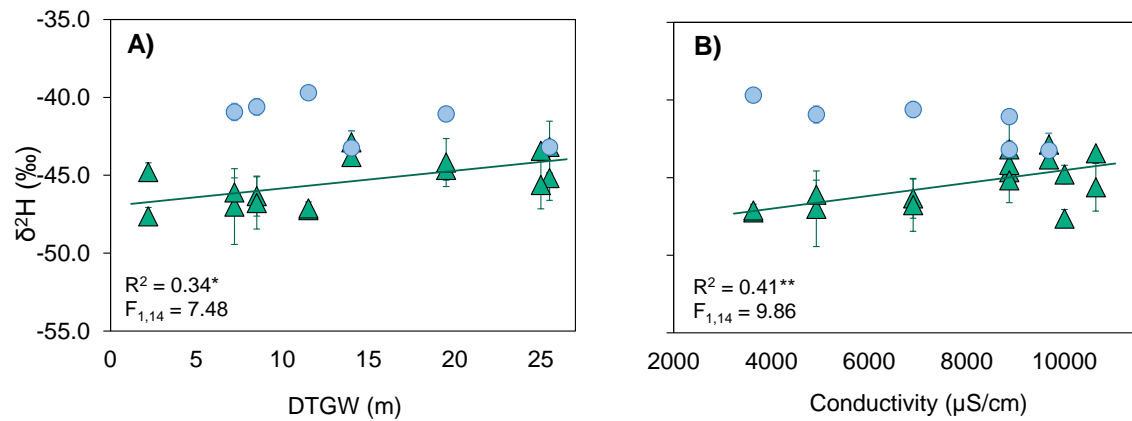 A)
B)
δ²H (‰)
-35.0
-40.0
-45.0
-50.0
-55.0
R² = 0.34*
F₁,₁₄ = 7.48
R² = 0.41**
F₁,₁₄ = 9.86
0 5 10 15 20 25
2000 4000 6000 8000 10000
DTGW (m)
Conductivity (µS/cm)